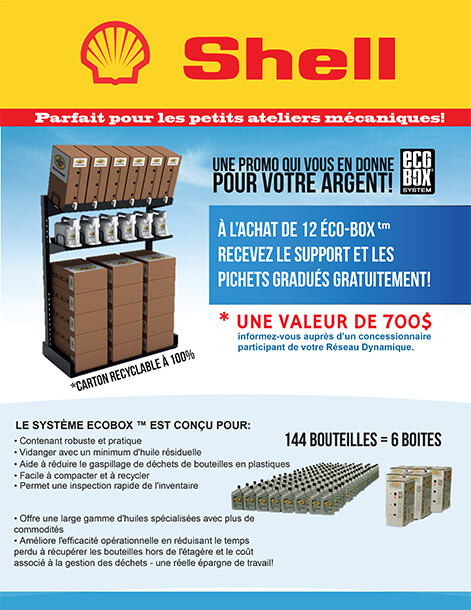 Shell
Parfait pour les petits ateliers mécaniques!
UNE PROMO QUI VOUS EN DONNE
POUR VOTRE ARGENT!
ECO
BOX
SYSTEM
À L'ACHAT DE 12 ÉCO-BOX™
RECEVEZ LE SUPPORT ET LES
PICHETS GRADUÉS GRATUITEMENT!
* UNE VALEUR DE 700$
informez-vous auprès d'un concessionnaire
participant de votre Réseau Dynamique.
*CARTON RECYCLABLE À 100%
LE SYSTÈME ECOBOX ™ EST CONÇU POUR:
• Contenant robuste et pratique
• Vidanger avec un minimum d'huile résiduelle
• Aide à réduire le gaspillage de déchets de bouteilles en plastiques
• Facile à compacter et à recycler
• Permet une inspection rapide de l'inventaire
144 BOUTEILLES = 6 BOITES
• Offre une large gamme d'huiles spécialisées avec plus de
commodités
• Améliore l'efficacité opérationnelle en réduisant le temps
perdu à récupérer les bouteilles hors de l'étagère et le coût
associé à la gestion des déchets - une réelle épargne de travail!